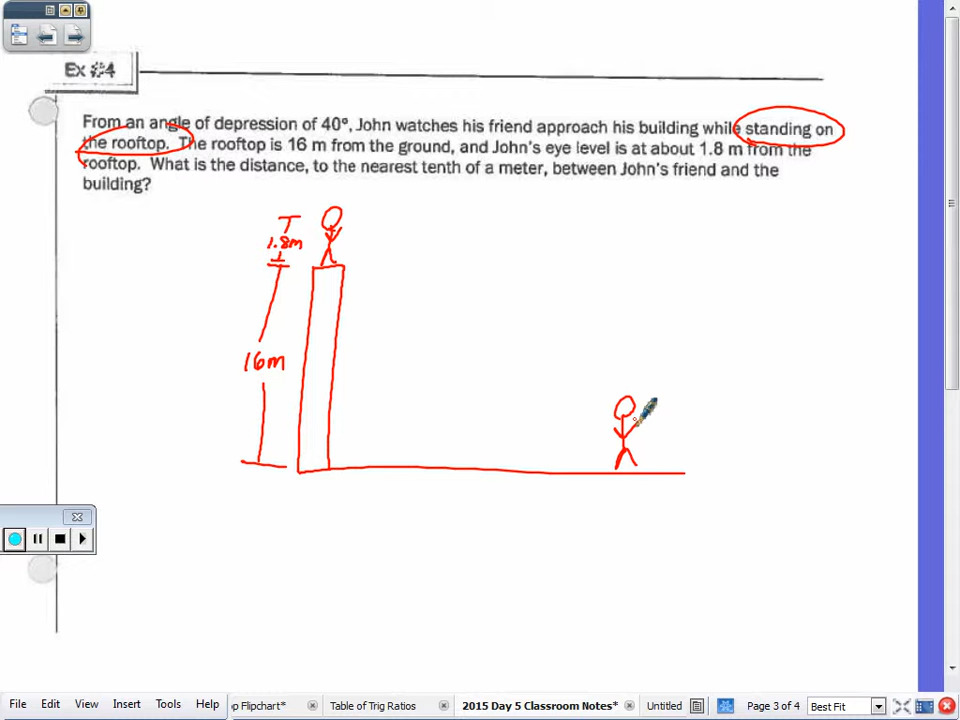 Ex #4
From an angle of depression of 40°, John watches his friend approach his building while standing on
the rooftop. The rooftop is 16 m from the ground, and John's eye level is at about 1.8 m from the
rooftop. What is the distance, to the nearest tenth of a meter, between John's friend and the
building?
1.8m
16m
File Edit View Insert Tools Help
p Flipchart* Table of Trig Ratios 2015 Day 5 Classroom Notes* Untitled Page 3 of 4 Best Fit